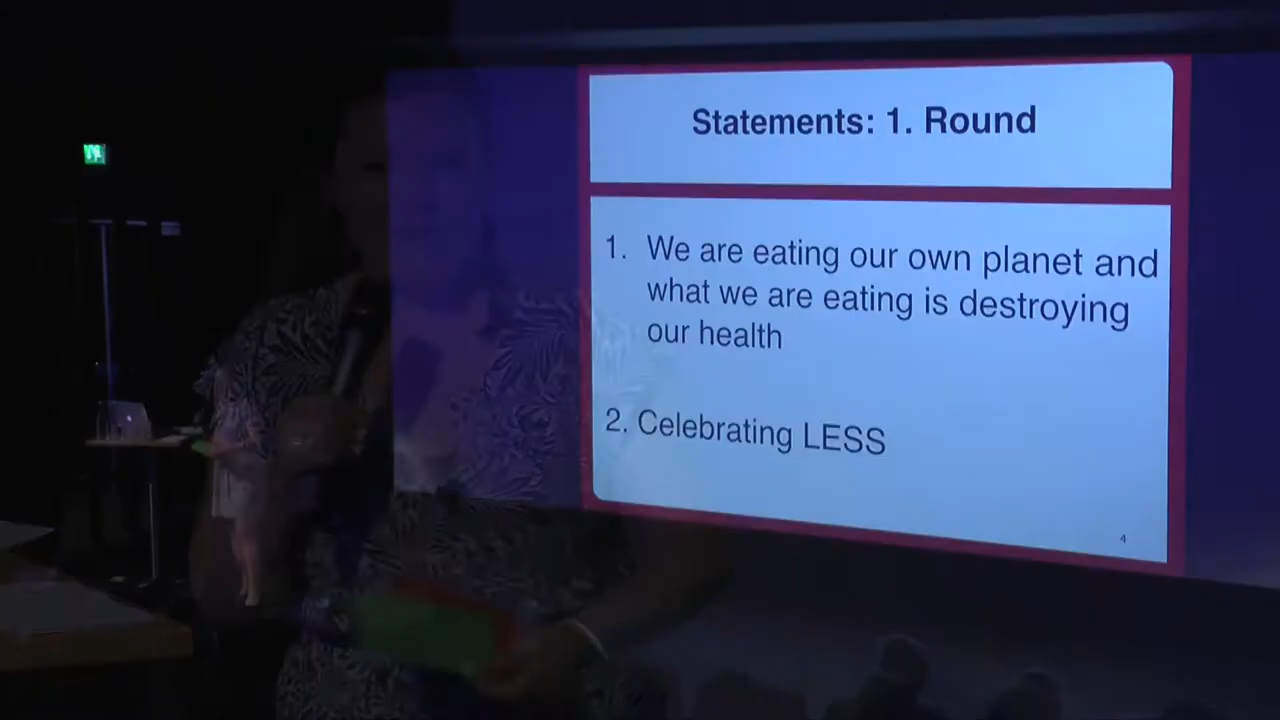 Statements: 1. Round
1. We are eating our own planet and
what we are eating is destroying
our health
2. Celebrating LESS
4